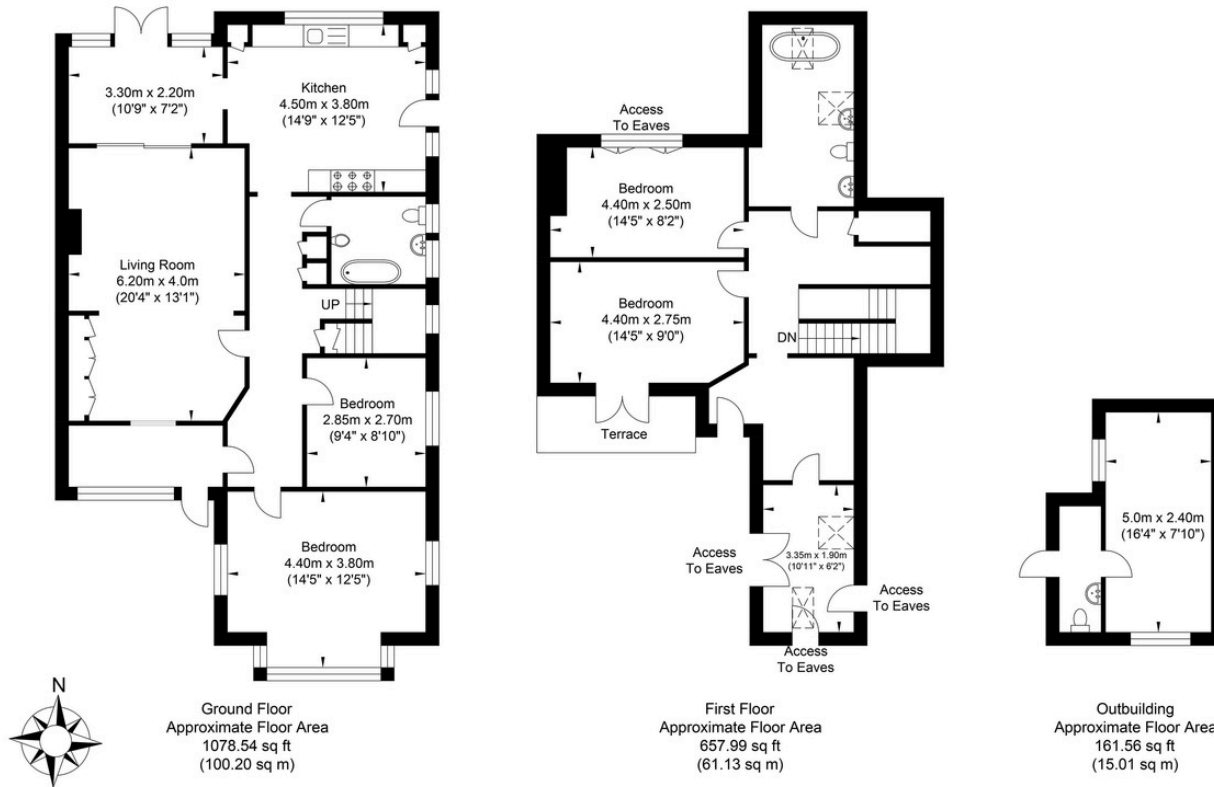 3.30m x 2.20m
(10'9" x 7'2")
Kitchen
4.50m x 3.80m
(14'9" x 12'5")
Living Room
6.20m x 4.0m
(20'4" x 13'1")
UP
Bedroom
2.85m x 2.70m
(9'4" x 8'10")
Bedroom
4.40m x 3.80m
(14'5" x 12'5")
N
Ground Floor
Approximate Floor Area
1078.54 sq ft
(100.20 sq m)
Access
To Eaves
Bedroom
4.40m x 2.50m
(14'5" x 8'2")
Bedroom
4.40m x 2.75m
(14'5" x 9'0")
DN
Terrace
3.35m x 1.90m
(10'11" x 6'2")
Access
To Eaves
Access
To Eaves
Access
To Eaves
First Floor
Approximate Floor Area
657.99 sq ft
(61.13 sq m)
5.0m x 2.40m
(16'4" x 7'10")
Outbuilding
Approximate Floor Area
161.56 sq ft
(15.01 sq m)